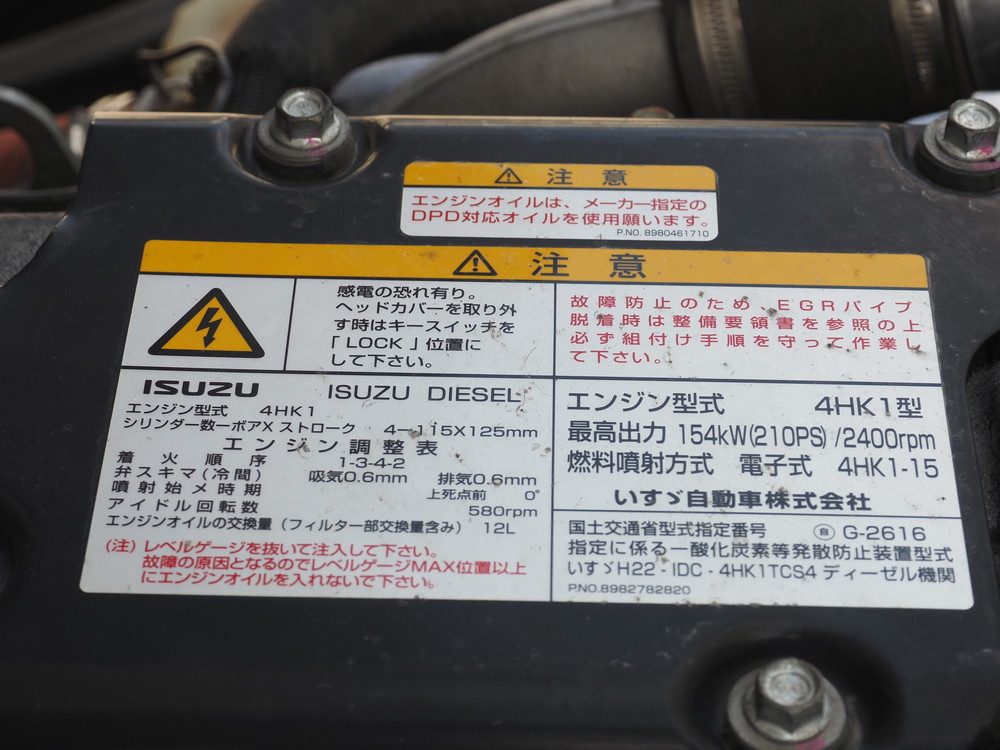 ⚠ 注意
エンジンオイルは、メーカー指定の
DPD対応オイルを使用願います。
P.NO. 8980461710
⚠ 注意
感電の恐れ有り。
ヘッドカバーを取り外
す時はキースイッチを
「LOCK」位置に
して下さい。
故障防止のため、EGRパイプ
脱着時は整備要領書を参照の上
必ず組付け手順を守って作業し
て下さい。
ISUZU ISUZU DIESEL
エンジン型式 4HK1
シリンダー数ーボアXストローク 4-115X125mm
エンジン調整表
着火順序 1-3-4-2
弁スキマ(冷間) 吸気0.6mm 排気0.6mm
噴射始メ時期 上死点前 0°
アイドル回転数 580rpm
エンジンオイルの交換量(フィルター部交換量含み) 12L
(注)レベルゲージを抜いて注入して下さい。
故障の原因となるのでレベルゲージMAX位置以上
にエンジンオイルを入れないで下さい。
エンジン型式 4HK1型
最高出力 154kW(210PS)/2400rpm
燃料噴射方式 電子式 4HK1-15
いすゞ自動車株式会社
国土交通省型式指定番号 自 G-2616
指定に係る一酸化炭素等発散防止装置型式
いすゞH22-IDC-4HK1TCS4 ディーゼル機関
P.NO.8982782820